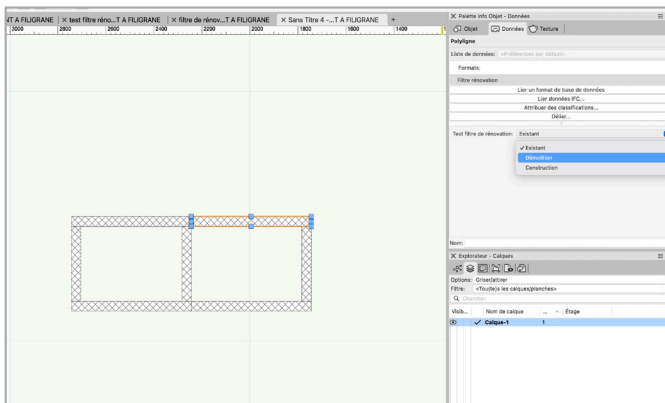 NT A FILIGRANE × test filtre réno...T A FILIGRANE × filtre de rénov...T A FILIGRANE × Sans Titre 4 -...T A FILIGRANE +
3000 2800 2600 2400 2200 2000 1800 1600 1400
× Palette Info Objet - Données
Objet Données Texture
Polyligne
Liste de données: <Préférences par défaut>
Formats:
Filtre rénovation
Lier un format de base de données
Lier données IFC...
Attribuer des classifications...
Délier...
Test filtre de rénovation: Existant
✓ Existant
Démolition
Construction
Nom:
× Explorateur - Calques
Options: Griser/attirer
Filtre: <Tou(te)s les calques/planches>
Chercher
Visib... Nom de calque ... Étage
✓ Calque-1 1